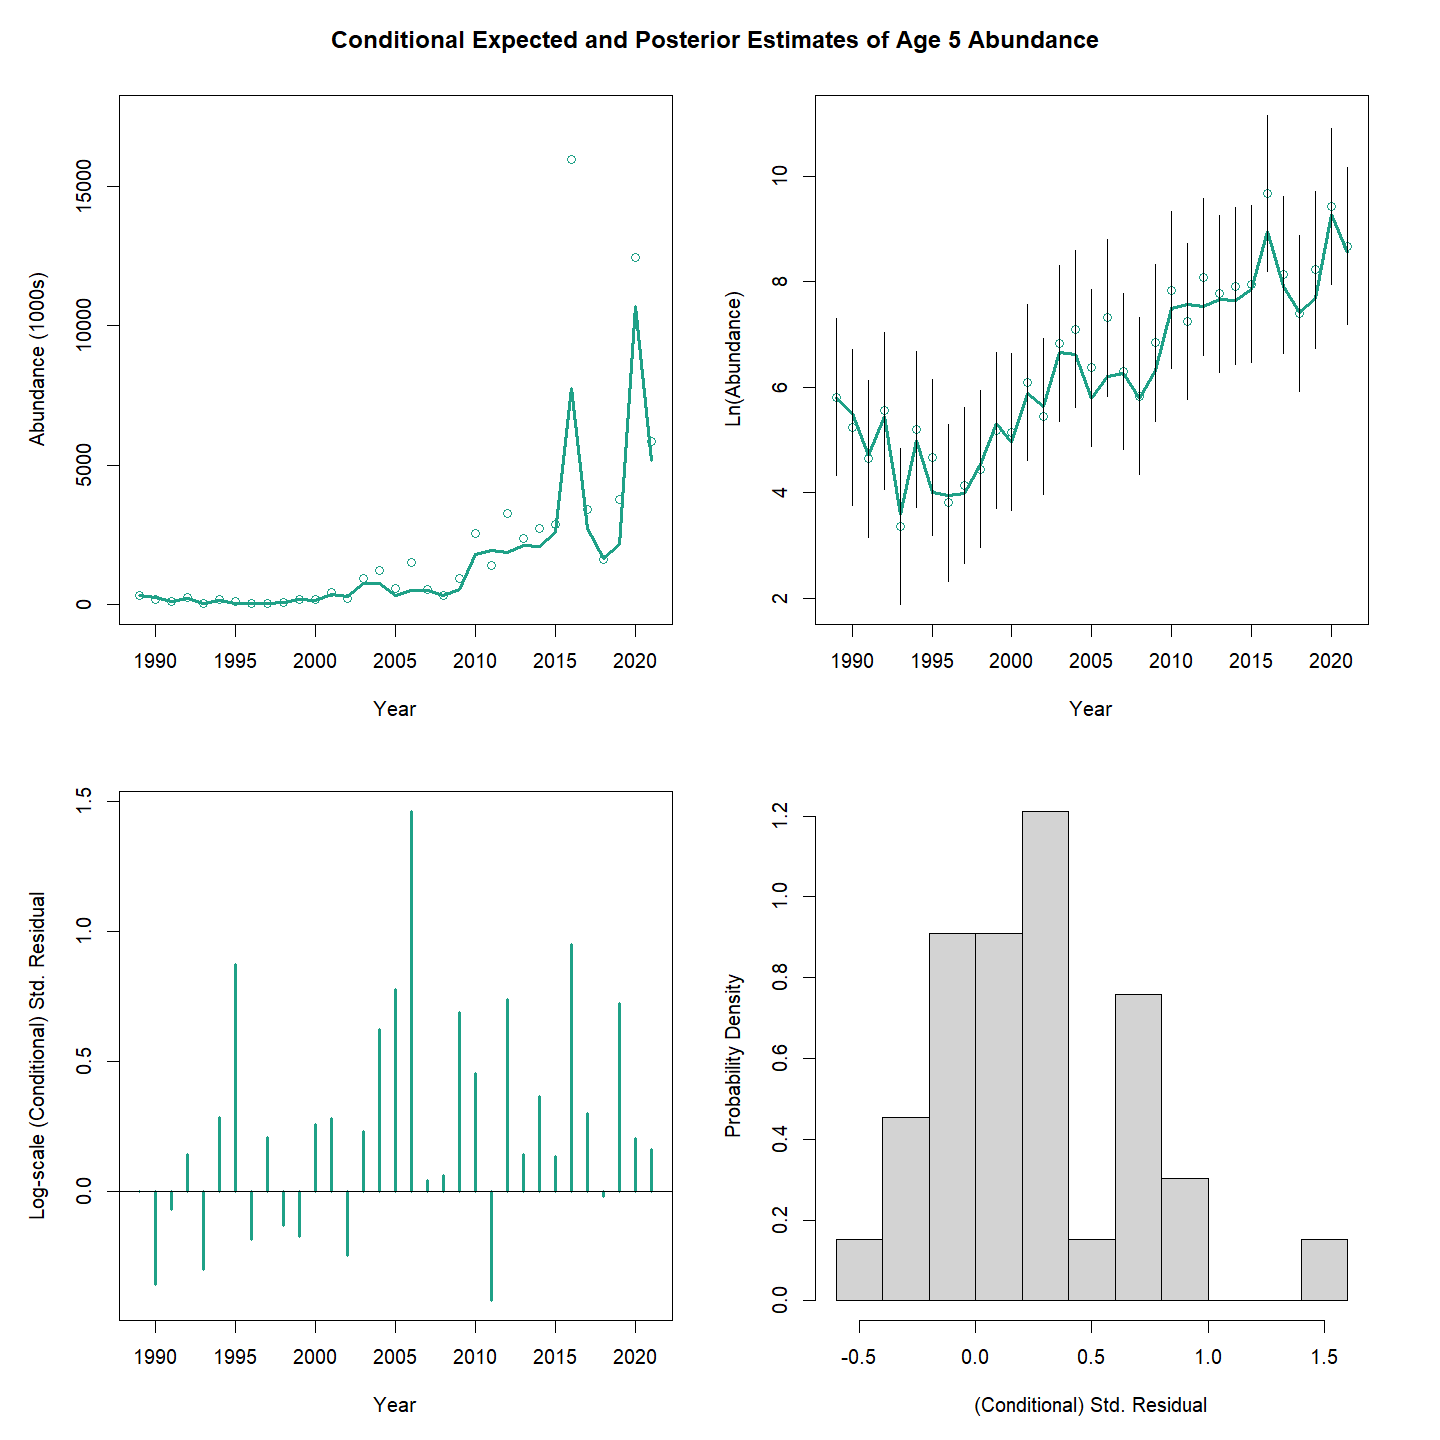 Conditional Expected and Posterior Estimates of Age 5 Abundance
Abundance (1000s)
15000
10000
5000
0
1990 1995 2000 2005 2010 2015 2020
Year
Ln(Abundance)
10
8
6
4
2
1990 1995 2000 2005 2010 2015 2020
Year
Log-scale (Conditional) Std. Residual
1.5
1.0
0.5
0.0
1990 1995 2000 2005 2010 2015 2020
Year
Probability Density
1.2
1.0
0.8
0.6
0.4
0.2
0.0
-0.5 0.0 0.5 1.0 1.5
(Conditional) Std. Residual